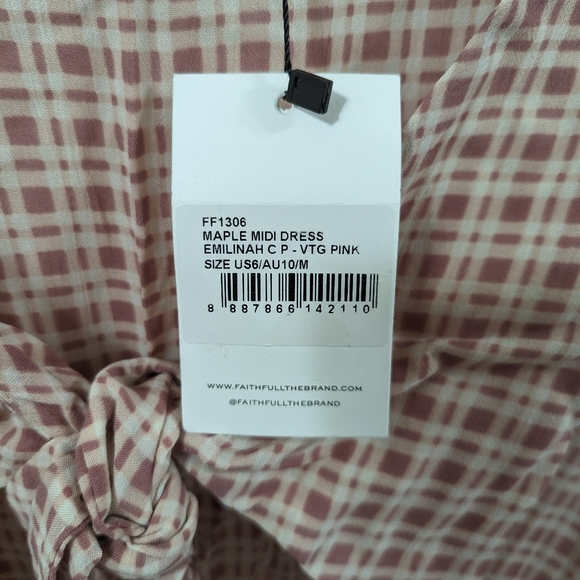 FF1306
MAPLE MIDI DRESS
EMILINAH C P - VTG PINK
SIZE US6/AU10/M
8 887866 142110
WWW.FAITHFULLTHEBRAND.COM
@FAITHFULLTHEBRAND